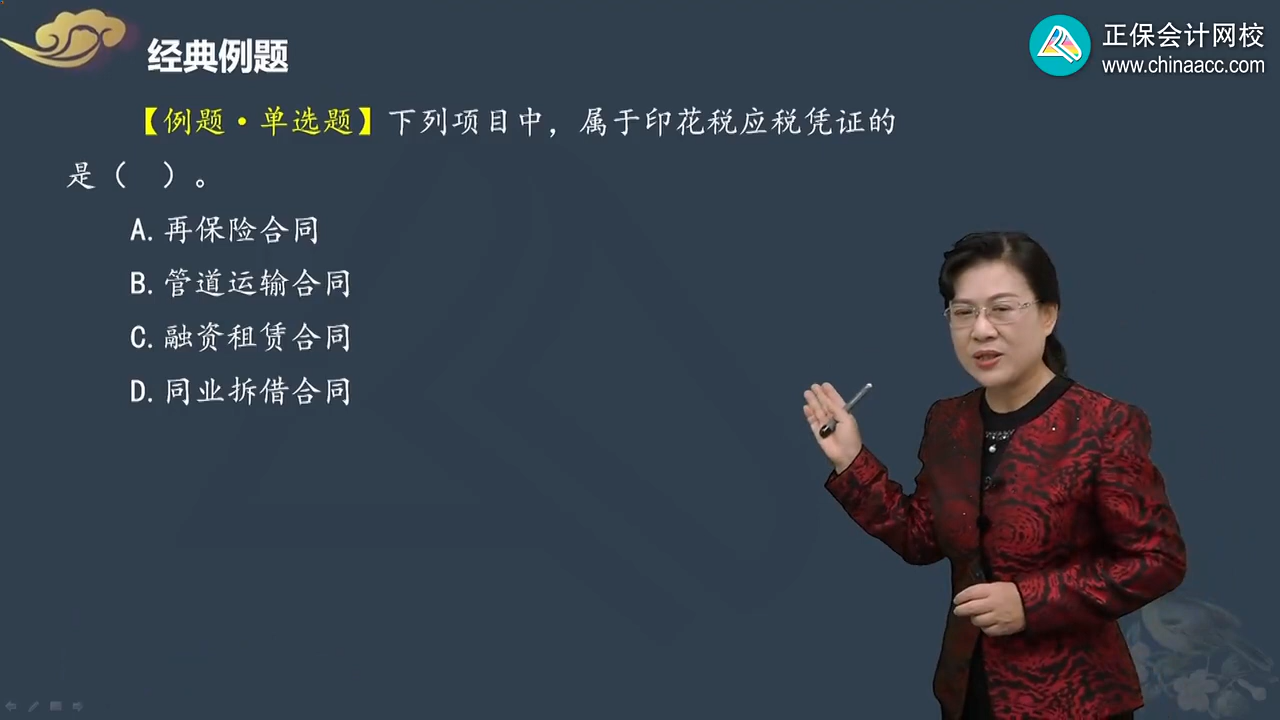 经典例题
正保会计网校
www.chinaacc.com
【例题·单选题】下列项目中，属于印花税应税凭证的
是（　）。
A.再保险合同
B.管道运输合同
C.融资租赁合同
D.同业拆借合同